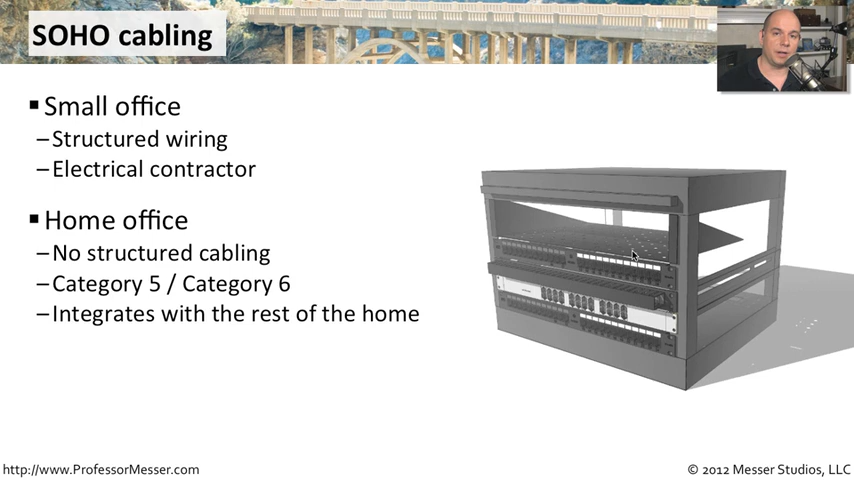 SOHO cabling
▪ Small office
– Structured wiring
– Electrical contractor
▪ Home office
– No structured cabling
– Category 5 / Category 6
– Integrates with the rest of the home
http://www.ProfessorMesser.com
© 2012 Messer Studios, LLC